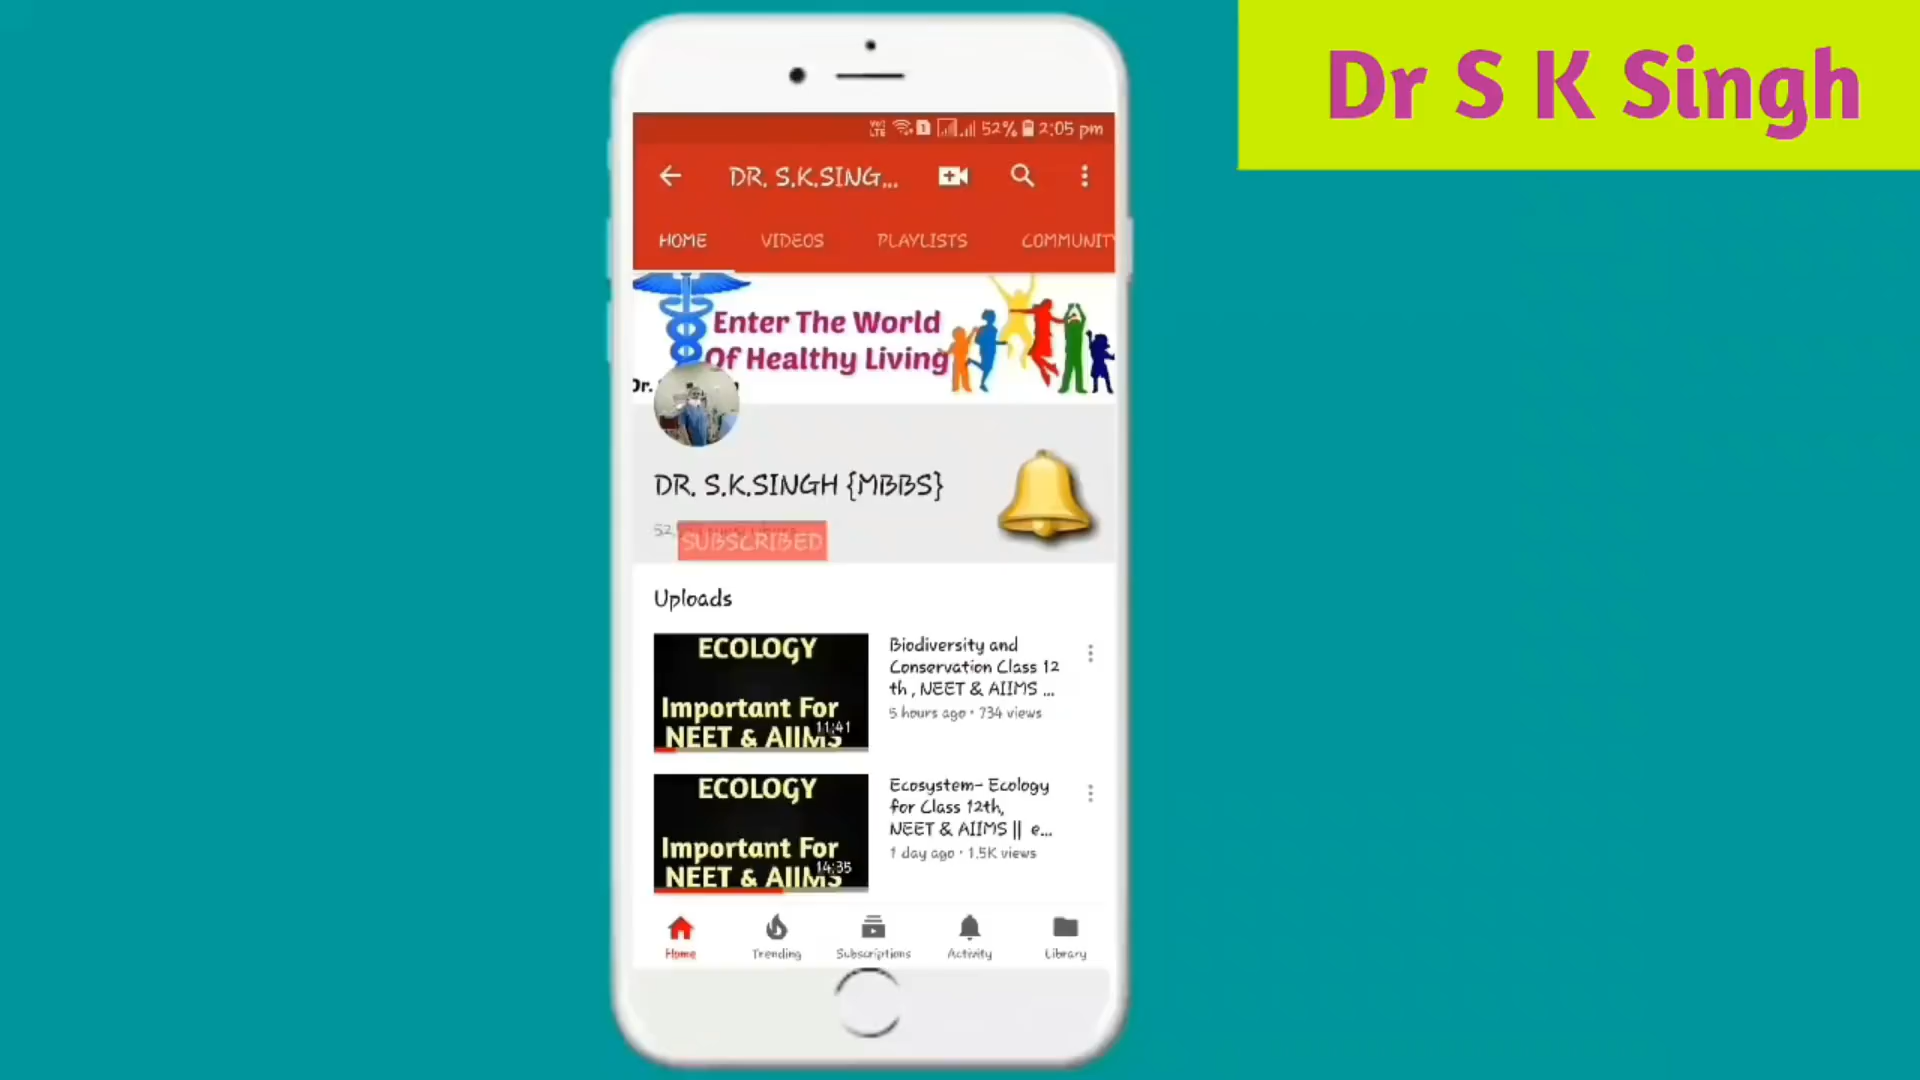 Dr S K Singh
52% 2:05 pm
DR. S.K.SING...
HOME VIDEOS PLAYLISTS COMMUNIT
Enter The World
Of Healthy Living
Dr.
DR. S.K.SINGH {MBBS}
52,
SUBSCRIBED
Uploads
ECOLOGY
Important For
NEET & AIIMS
11:41
Biodiversity and
Conservation Class 12
th , NEET & AIIMS ...
5 hours ago • 734 views
ECOLOGY
Important For
NEET & AIIMS
14:35
Ecosystem- Ecology
for Class 12th,
NEET & AIIMS || e...
1 day ago • 1.5K views
Home Trending Subscriptions Activity Library